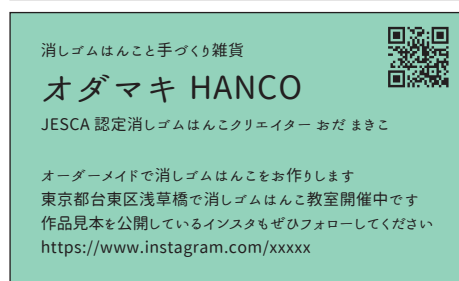 消しゴムはんこと手づくり雑貨
オダマキ HANCO
JESCA 認定消しゴムはんこクリエイター おだ まきこ
オーダーメイドで消しゴムはんこをお作りします
東京都台東区浅草橋で消しゴムはんこ教室開催中です
作品見本を公開しているインスタもぜひフォローしてください
https://www.instagram.com/xxxxx